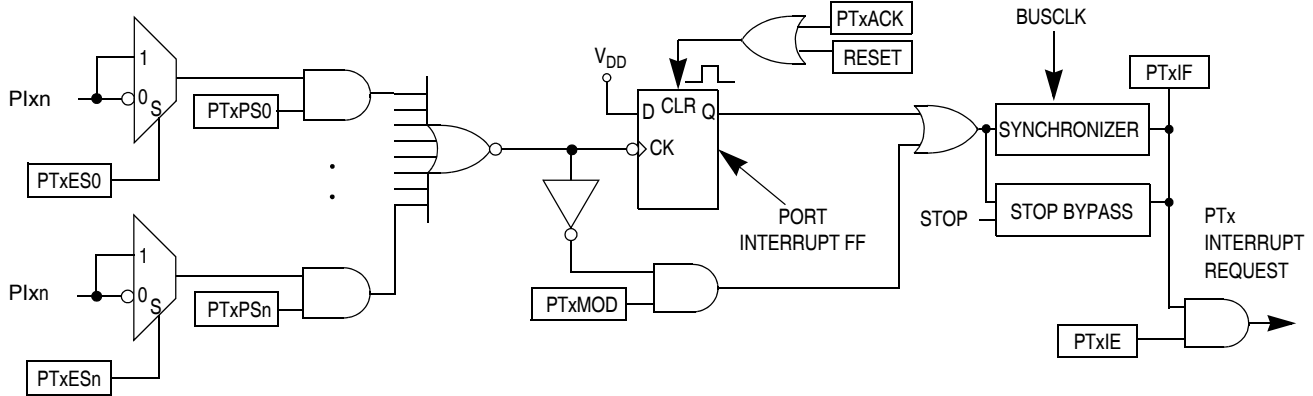 PIxn
1
0
S
PTxES0
PTxPS0
PIxn
1
0
S
PTxESn
PTxPSn
VDD
D
CLR
Q
CK
PORT
INTERRUPT FF
PTxMOD
PTxACK
RESET
BUSCLK
SYNCHRONIZER
STOP
STOP BYPASS
PTxIF
PTx
INTERRUPT
REQUEST
PTxIE